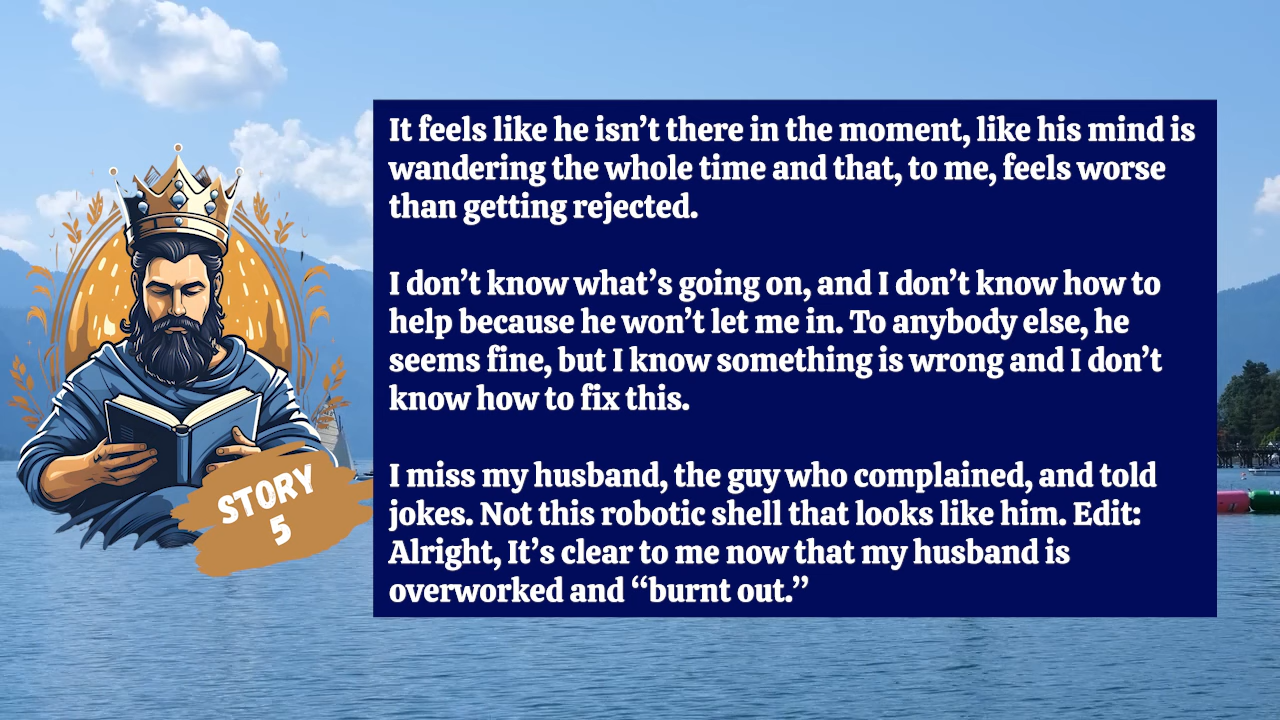 It feels like he isn’t there in the moment, like his mind is
wandering the whole time and that, to me, feels worse
than getting rejected.
I don’t know what’s going on, and I don’t know how to
help because he won’t let me in. To anybody else, he
seems fine, but I know something is wrong and I don’t
know how to fix this.
I miss my husband, the guy who complained, and told
jokes. Not this robotic shell that looks like him. Edit:
Alright, It’s clear to me now that my husband is
overworked and “burnt out.”
STORY
5